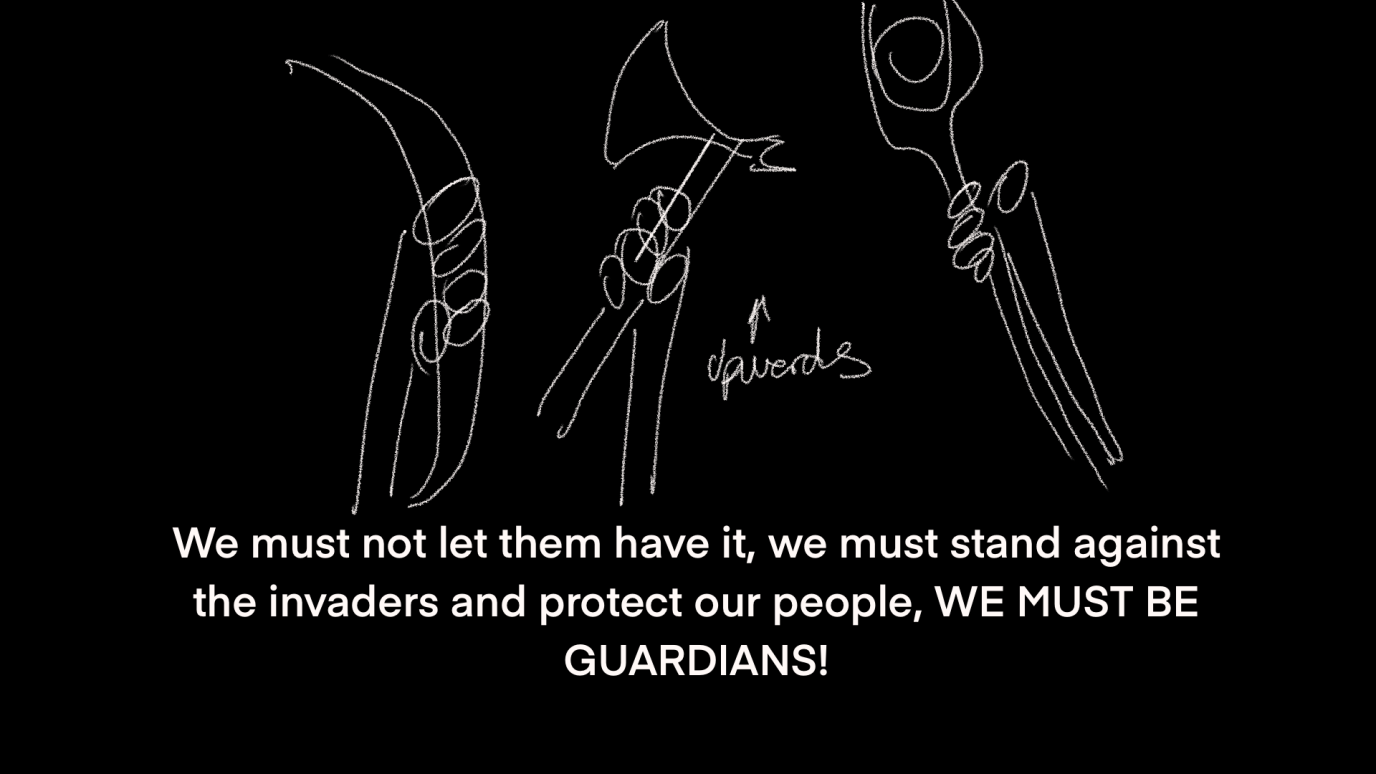 upwerds
We must not let them have it, we must stand against
the invaders and protect our people, WE MUST BE
GUARDIANS!